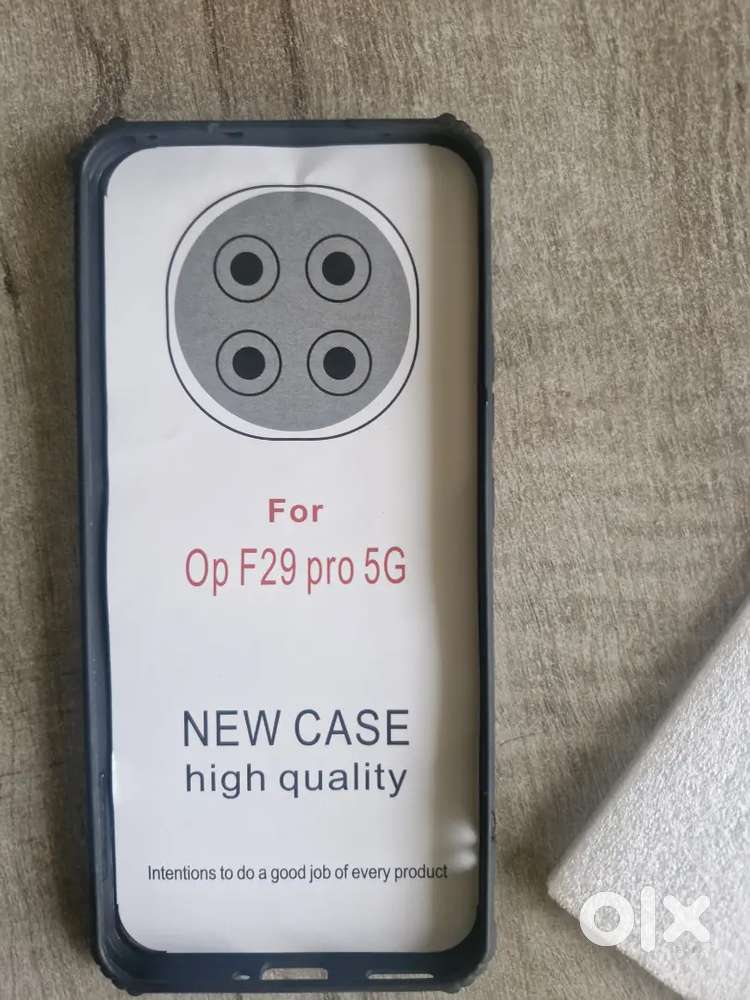 For
Op F29 pro 5G
NEW CASE
high quality
Intentions to do a good job of every product
olx